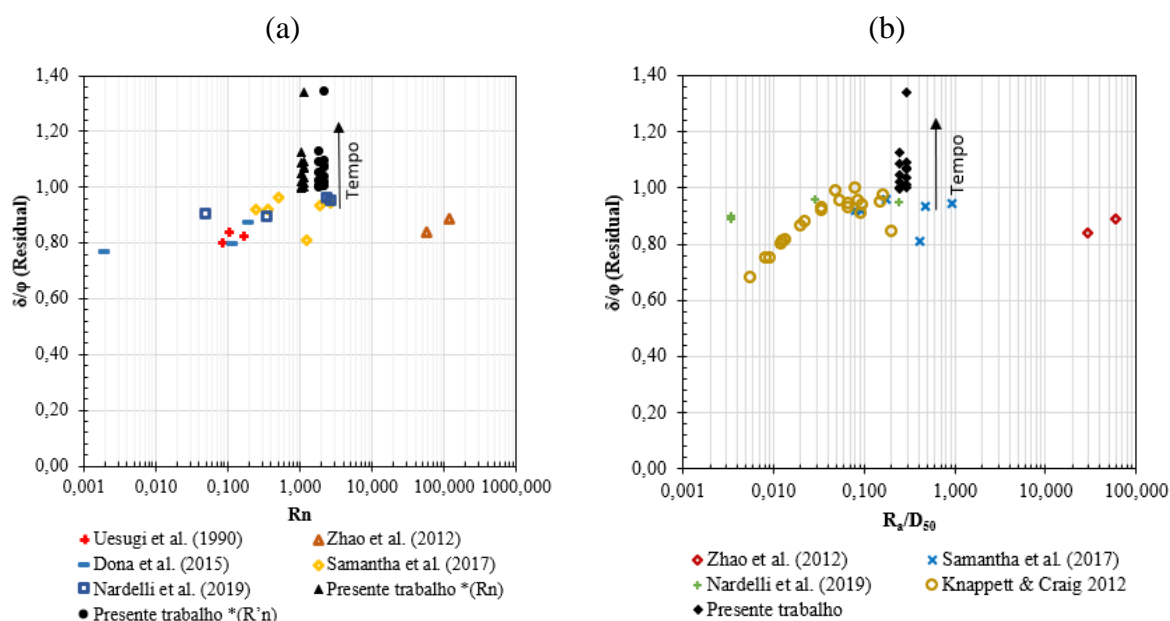 (a)
1,40
1,20
1,00
0,80
0,60
0,40
0,20
0,00
δ/φ (Residual)
Tempo
0,001 0,010 0,100 1,000 10,000 100,000 1000,000
Rn
Uesugi et al. (1990) Zhao et al. (2012)
Dona et al. (2015) Samantha et al. (2017)
Nardelli et al. (2019) Presente trabalho *(Rn)
Presente trabalho *(R'n)
(b)
1,40
1,20
1,00
0,80
0,60
0,40
0,20
0,00
δ/φ (Residual)
Tempo
0,001 0,010 0,100 1,000 10,000 100,000
Ra/D50
Zhao et al. (2012) Samantha et al. (2017)
Nardelli et al. (2019) Knappett & Craig 2012
Presente trabalho